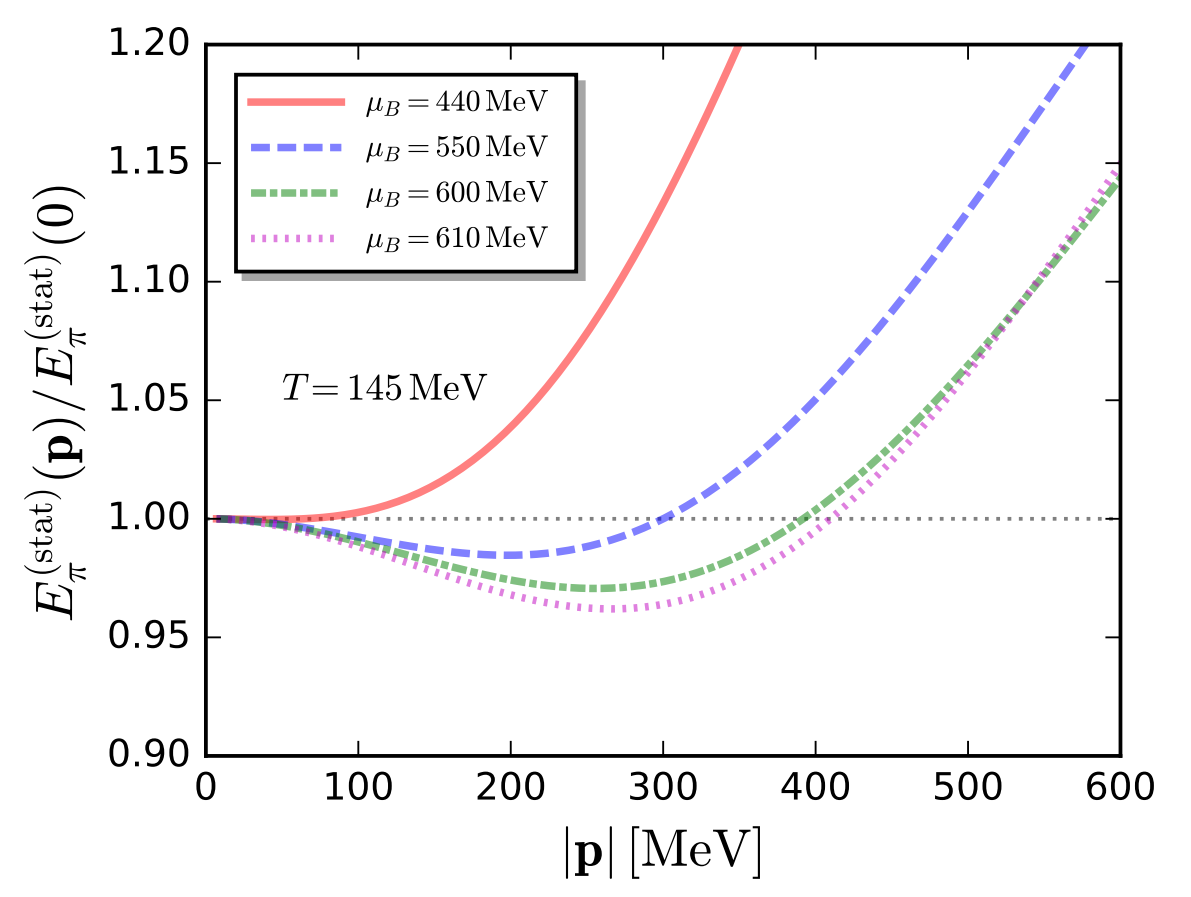 1.20
1.15
1.10
1.05
1.00
0.95
0.90
E_π^(stat)(𝐩)/E_π^(stat)(0)
μ_B = 440 MeV
μ_B = 550 MeV
μ_B = 600 MeV
μ_B = 610 MeV
T = 145 MeV
0 100 200 300 400 500 600
|𝐩| [MeV]